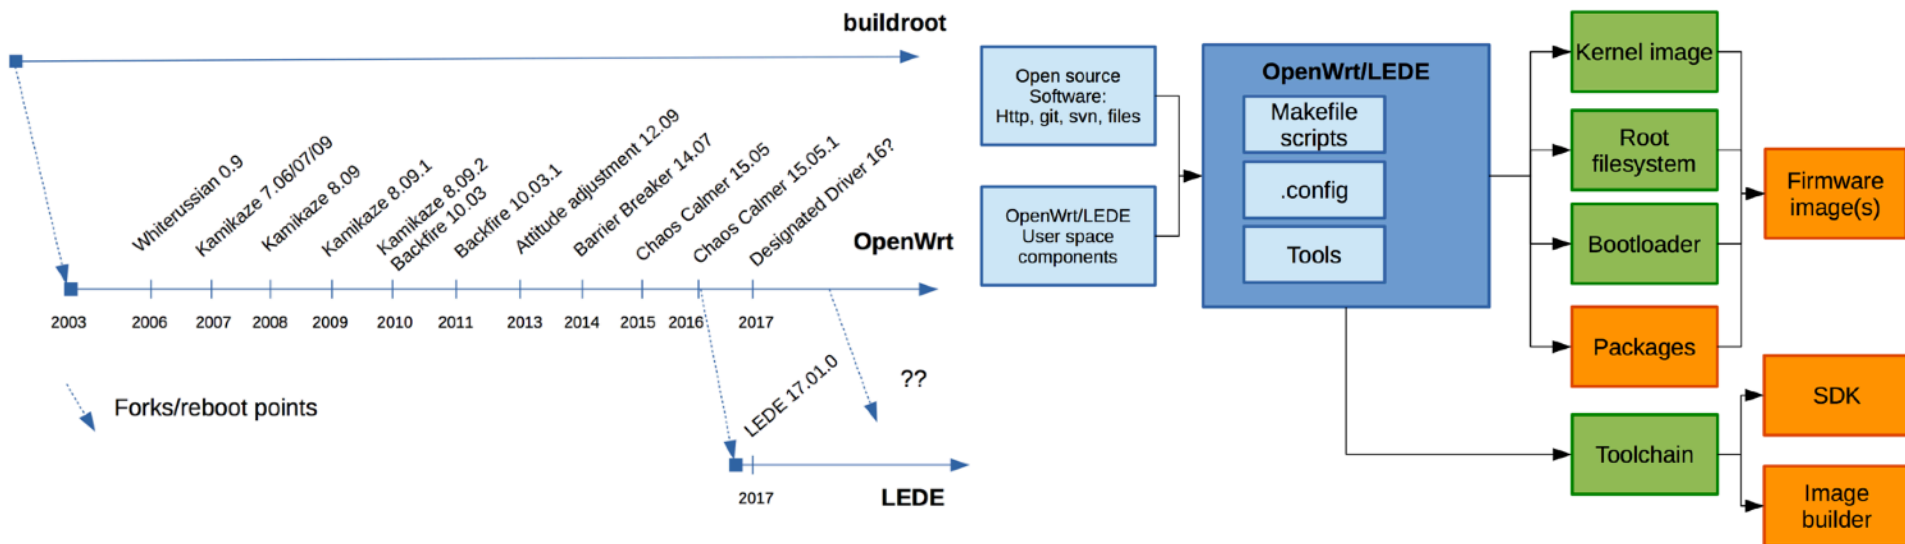 buildroot
Whiterussian 0.9
Kamikaze 7.06/07/09
Kamikaze 8.09
Kamikaze 8.09.1
Kamikaze 8.09.2
Backfire 10.03
Backfire 10.03.1
Attitude adjustment 12.09
Barrier Breaker 14.07
Chaos Calmer 15.05
Chaos Calmer 15.05.1
Designated Driver 16?
OpenWrt
2003
2006
2007
2008
2009
2010
2011
2013
2014
2015
2016
2017
Forks/reboot points
LEDE 17.01.0
??
2017
LEDE
Open source
Software:
Http, git, svn, files
OpenWrt/LEDE
User space
components
OpenWrt/LEDE
Makefile
scripts
.config
Tools
Kernel image
Root
filesystem
Bootloader
Packages
Toolchain
Firmware
image(s)
SDK
Image
builder